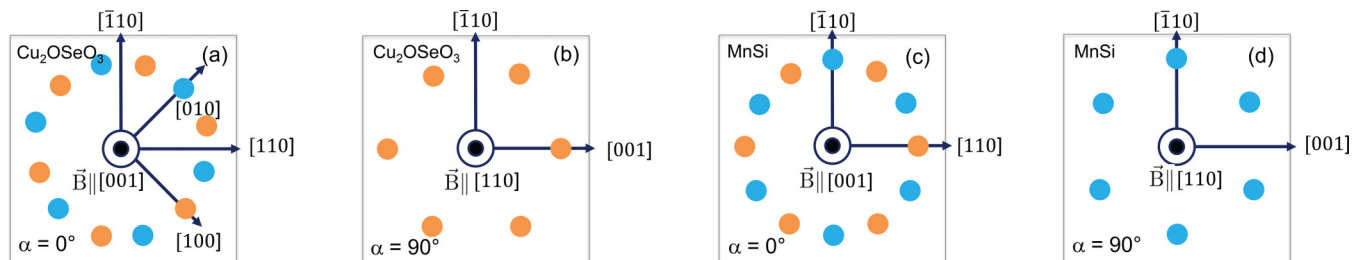 [1̄10]
Cu₂OSeO₃ (a)
[010]
[110]
B⃗||[001]
[100]
α = 0°
[1̄10]
Cu₂OSeO₃ (b)
[001]
B⃗||[110]
α = 90°
[1̄10]
MnSi (c)
[110]
B⃗||[001]
α = 0°
[1̄10]
MnSi (d)
[001]
B⃗||[110]
α = 90°